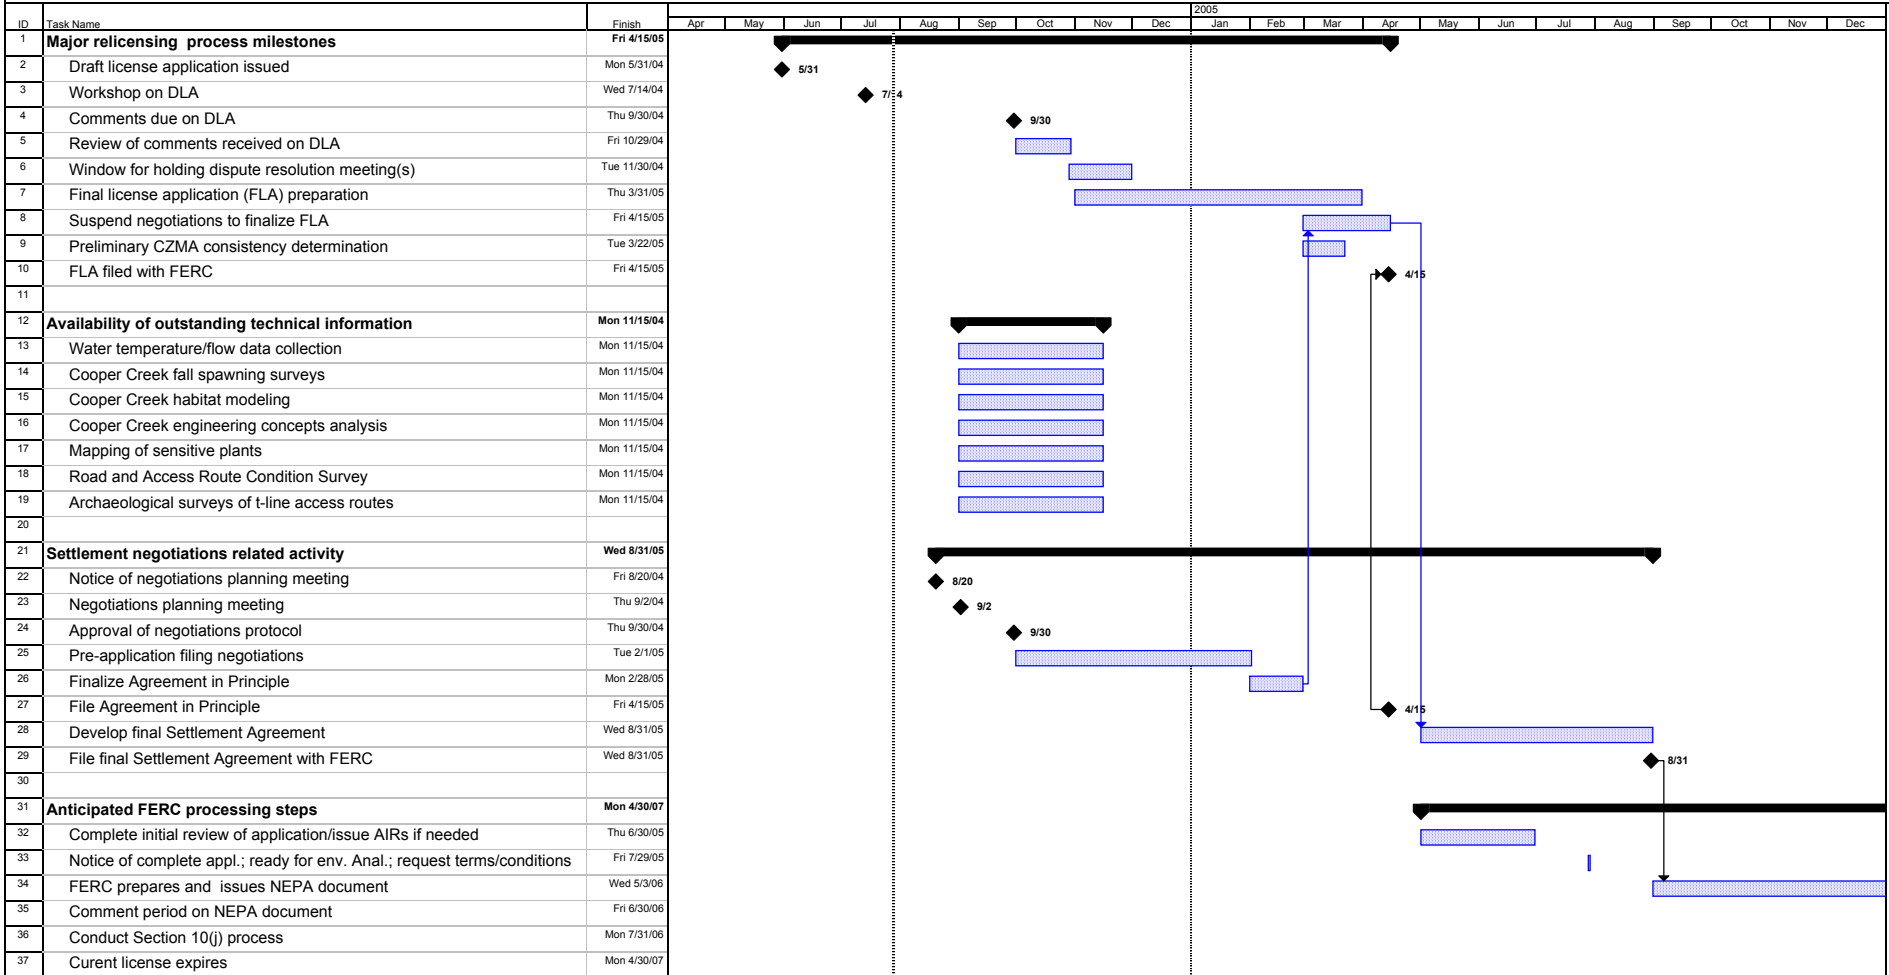 2005
ID Task Name Finish Apr May Jun Jul Aug Sep Oct Nov Dec Jan Feb Mar Apr May Jun Jul Aug Sep Oct Nov Dec
1 Major relicensing process milestones Fri 4/15/05
2 Draft license application issued Mon 5/31/04 5/31
3 Workshop on DLA Wed 7/14/04 7/14
4 Comments due on DLA Thu 9/30/04 9/30
5 Review of comments received on DLA Fri 10/29/04
6 Window for holding dispute resolution meeting(s) Tue 11/30/04
7 Final license application (FLA) preparation Thu 3/31/05
8 Suspend negotiations to finalize FLA Fri 4/15/05
9 Preliminary CZMA consistency determination Tue 3/22/05
10 FLA filed with FERC Fri 4/15/05 4/15
11
12 Availability of outstanding technical information Mon 11/15/04
13 Water temperature/flow data collection Mon 11/15/04
14 Cooper Creek fall spawning surveys Mon 11/15/04
15 Cooper Creek habitat modeling Mon 11/15/04
16 Cooper Creek engineering concepts analysis Mon 11/15/04
17 Mapping of sensitive plants Mon 11/15/04
18 Road and Access Route Condition Survey Mon 11/15/04
19 Archaeological surveys of t-line access routes Mon 11/15/04
20
21 Settlement negotiations related activity Wed 8/31/05
22 Notice of negotiations planning meeting Fri 8/20/04 8/20
23 Negotiations planning meeting Thu 9/2/04 9/2
24 Approval of negotiations protocol Thu 9/30/04 9/30
25 Pre-application filing negotiations Tue 2/1/05
26 Finalize Agreement in Principle Mon 2/28/05
27 File Agreement in Principle Fri 4/15/05 4/15
28 Develop final Settlement Agreement Wed 8/31/05
29 File final Settlement Agreement with FERC Wed 8/31/05 8/31
30
31 Anticipated FERC processing steps Mon 4/30/07
32 Complete initial review of application/issue AIRs if needed Thu 6/30/05
33 Notice of complete appl.; ready for env. Anal.; request terms/conditions Fri 7/29/05
34 FERC prepares and issues NEPA document Wed 5/3/06
35 Comment period on NEPA document Fri 6/30/06
36 Conduct Section 10(j) process Mon 7/31/06
37 Curent license expires Mon 4/30/07